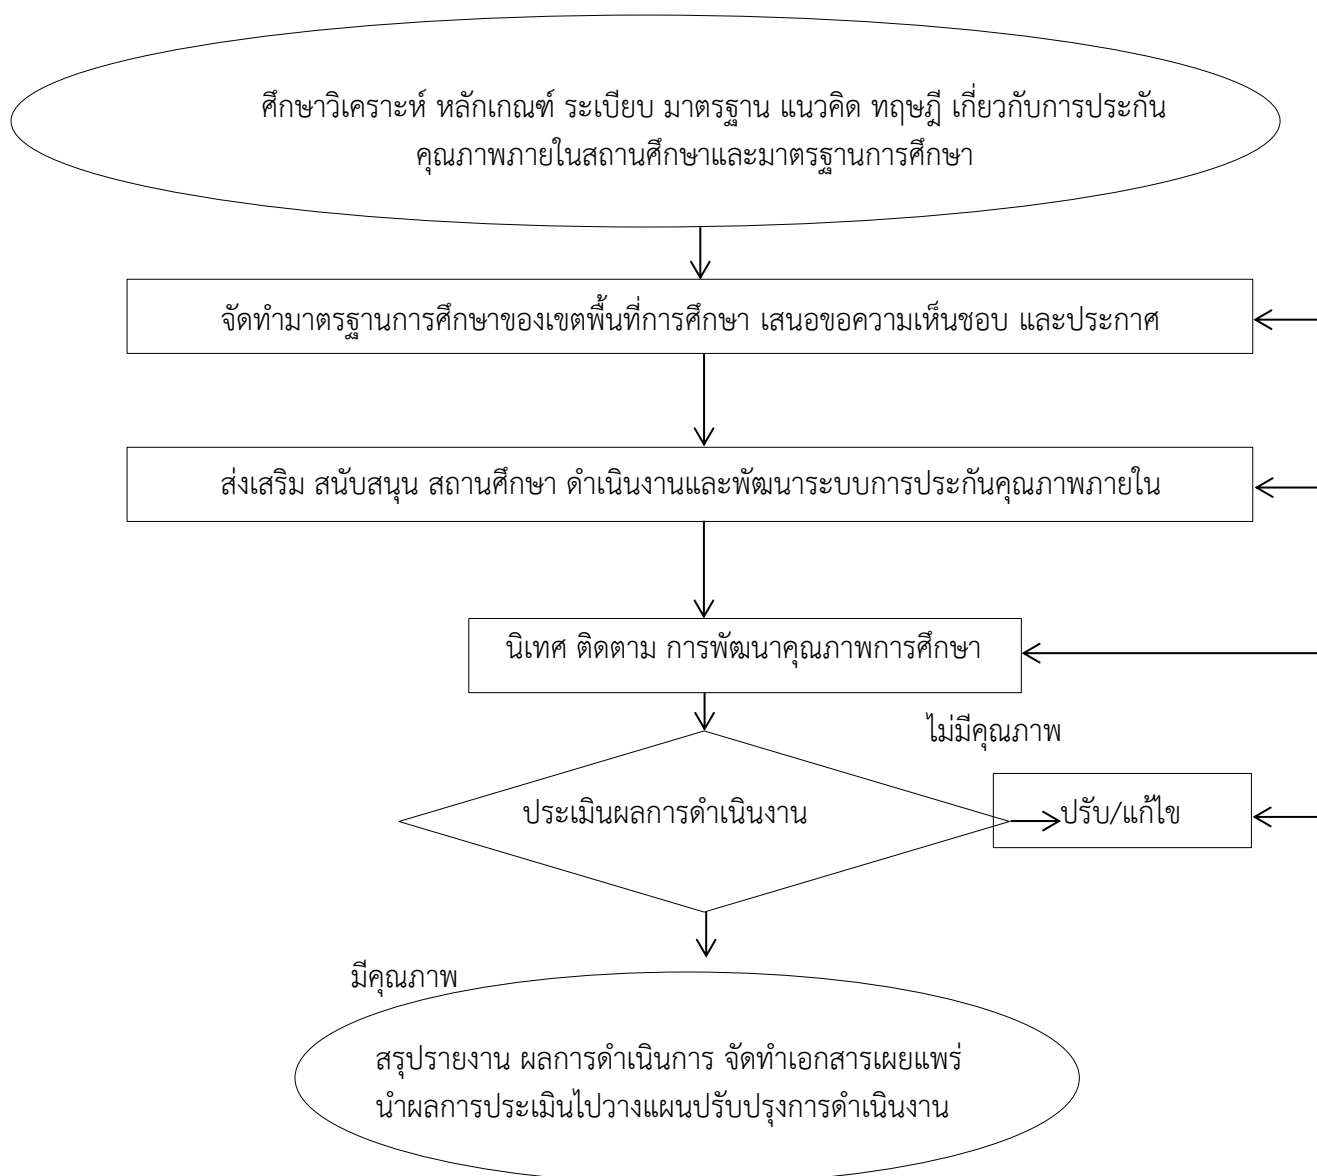 ศึกษาวิเคราะห์ หลักเกณฑ์ ระเบียบ มาตรฐาน แนวคิด ทฤษฎี เกี่ยวกับการประกัน
คุณภาพภายในสถานศึกษาและมาตรฐานการศึกษา
จัดทำมาตรฐานการศึกษาของเขตพื้นที่การศึกษา เสนอขอความเห็นชอบ และประกาศ
ส่งเสริม สนับสนุน สถานศึกษา ดำเนินงานและพัฒนาระบบการประกันคุณภาพภายใน
นิเทศ ติดตาม การพัฒนาคุณภาพการศึกษา
ไม่มีคุณภาพ
ประเมินผลการดำเนินงาน
ปรับ/แก้ไข
มีคุณภาพ
สรุปรายงาน ผลการดำเนินการ จัดทำเอกสารเผยแพร่
นำผลการประเมินไปวางแผนปรับปรุงการดำเนินงาน